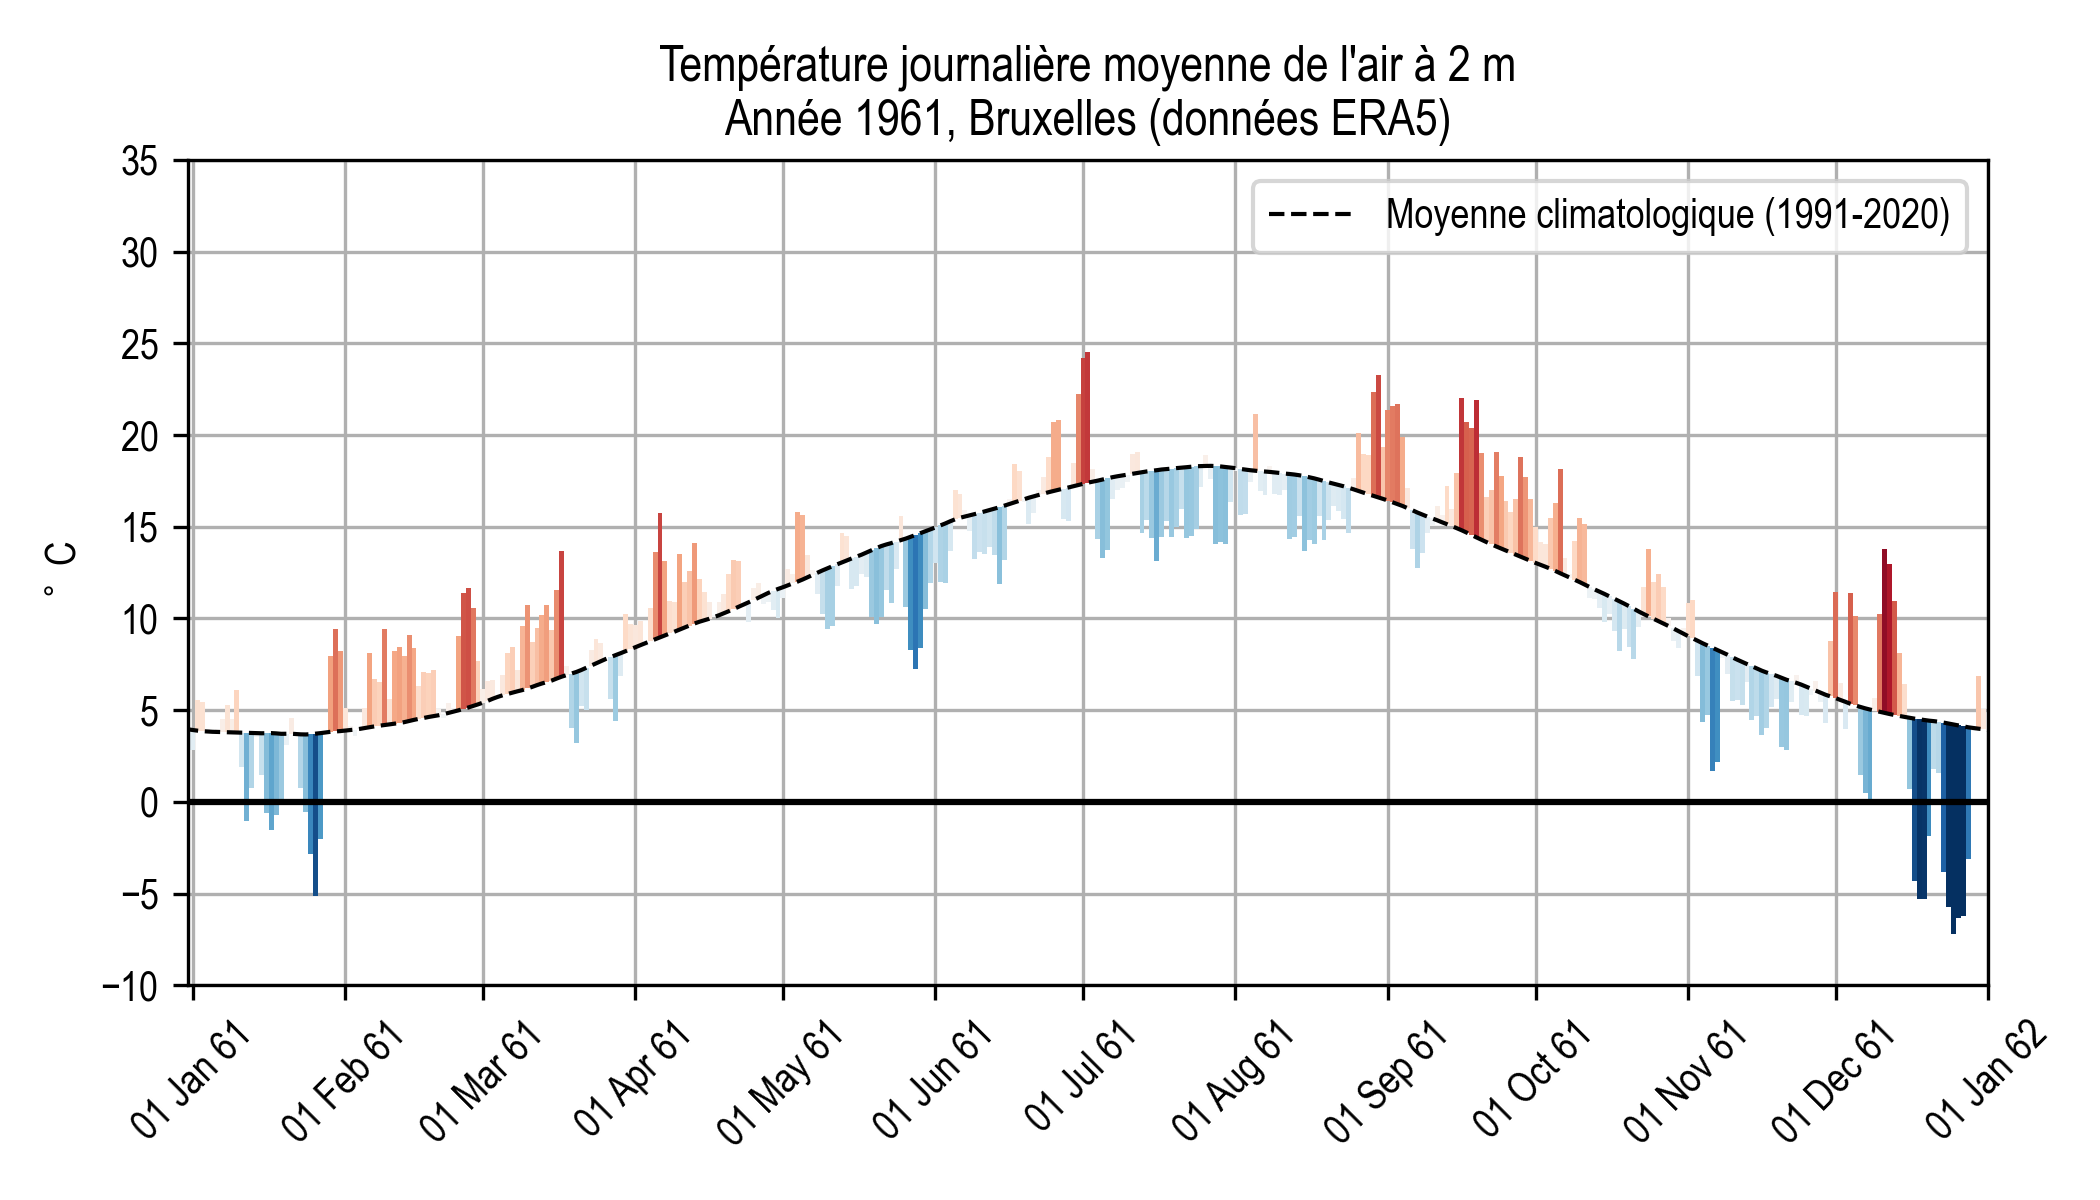 Température journalière moyenne de l'air à 2 m
Année 1961, Bruxelles (données ERA5)
Moyenne climatologique (1991-2020)
° C
35
30
25
20
15
10
5
0
−5
−10
01 Jan 61
01 Feb 61
01 Mar 61
01 Apr 61
01 May 61
01 Jun 61
01 Jul 61
01 Aug 61
01 Sep 61
01 Oct 61
01 Nov 61
01 Dec 61
01 Jan 62